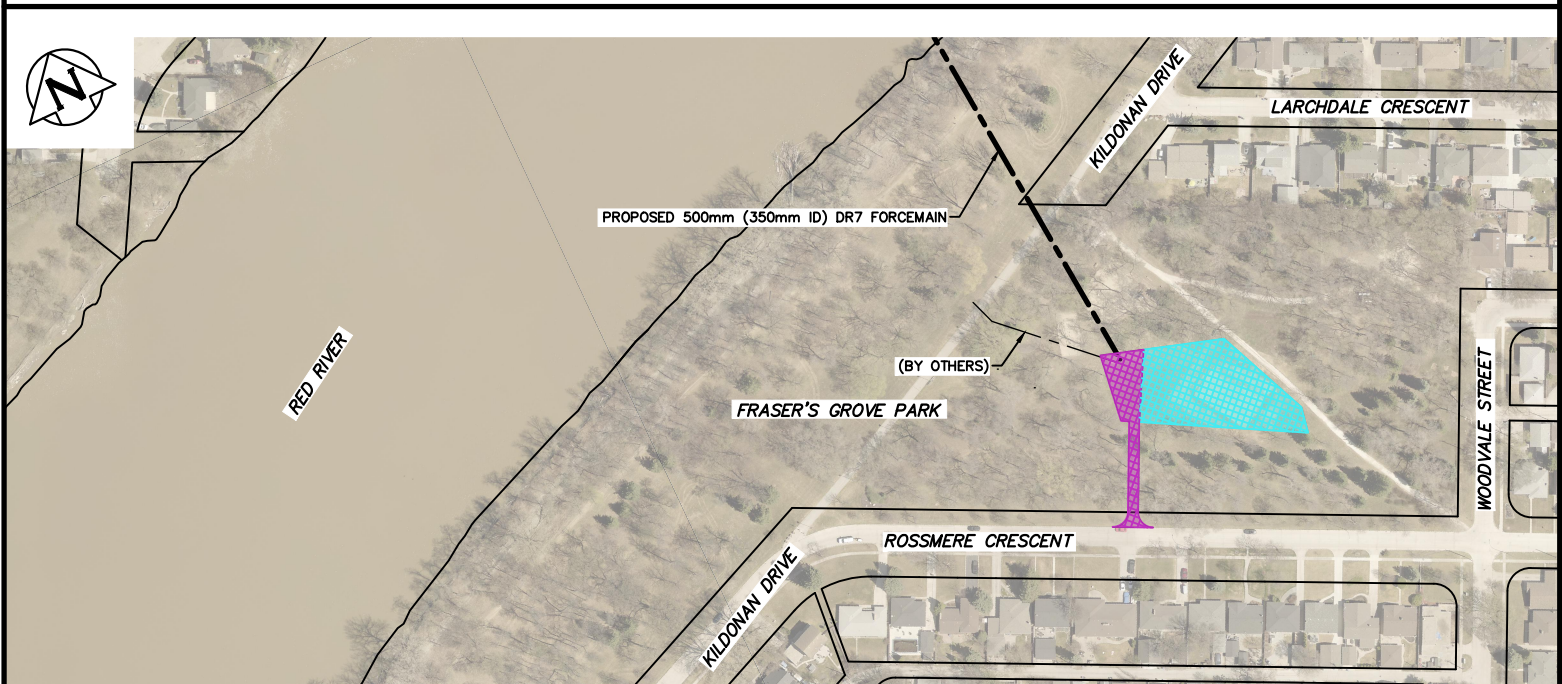 N
KILDONAN DRIVE
LARCHDALE CRESCENT
PROPOSED 500mm (350mm ID) DR7 FORCEMAIN
RED RIVER
(BY OTHERS)
FRASER'S GROVE PARK
WOODVALE STREET
ROSSMERE CRESCENT
KILDONAN DRIVE